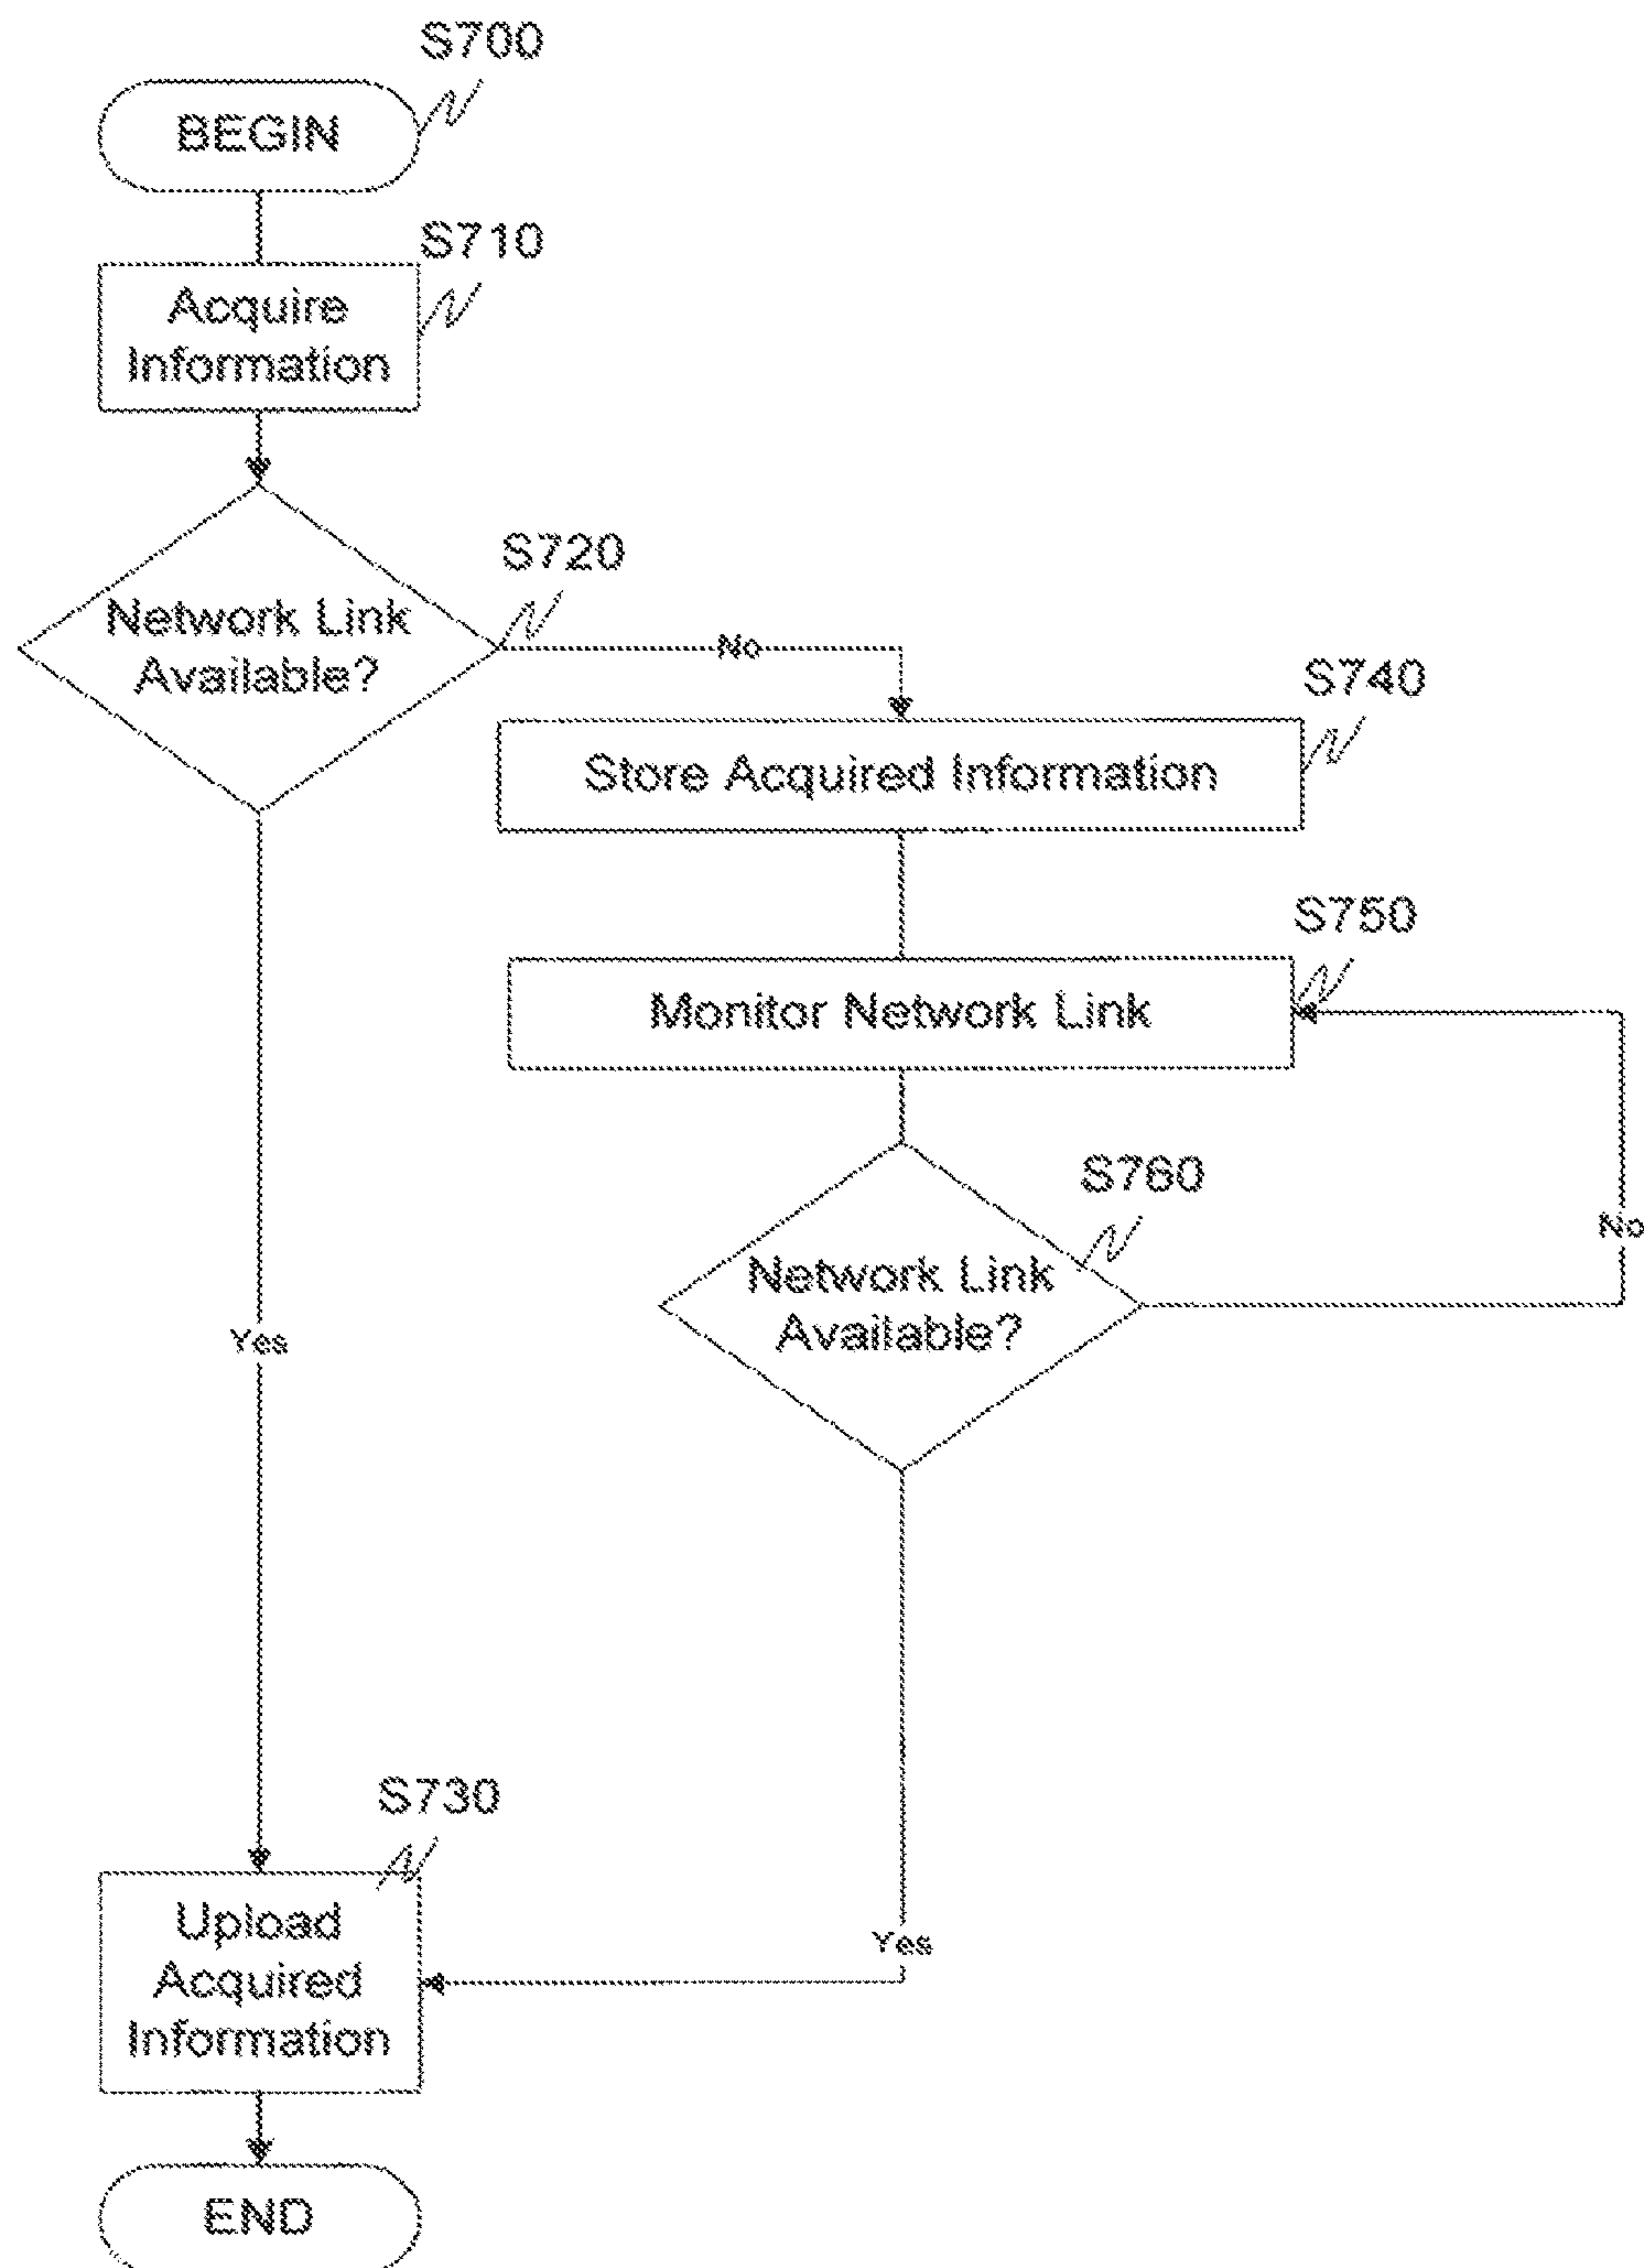 S700
BEGIN
S710
Acquire
Information
S720
Network Link
Available?
No
S740
Store Acquired Information
S750
Monitor Network Link
S760
Network Link
Available?
No
Yes
S730
Upload
Acquired
Information
Yes
END